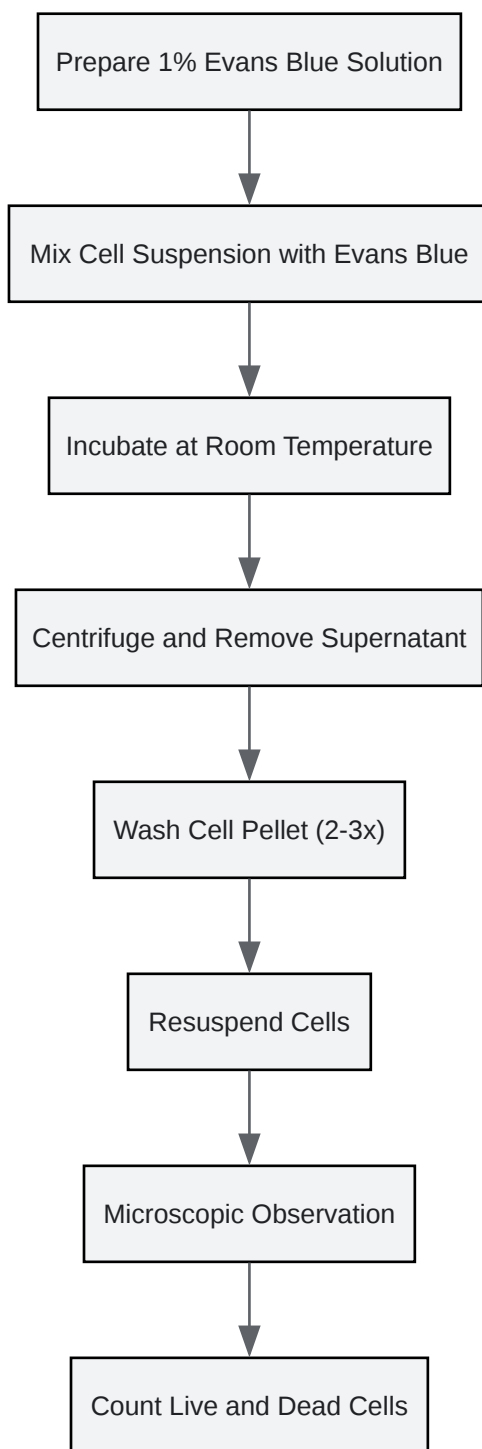 Prepare 1% Evans Blue Solution
Mix Cell Suspension with Evans Blue
Incubate at Room Temperature
Centrifuge and Remove Supernatant
Wash Cell Pellet (2-3x)
Resuspend Cells
Microscopic Observation
Count Live and Dead Cells